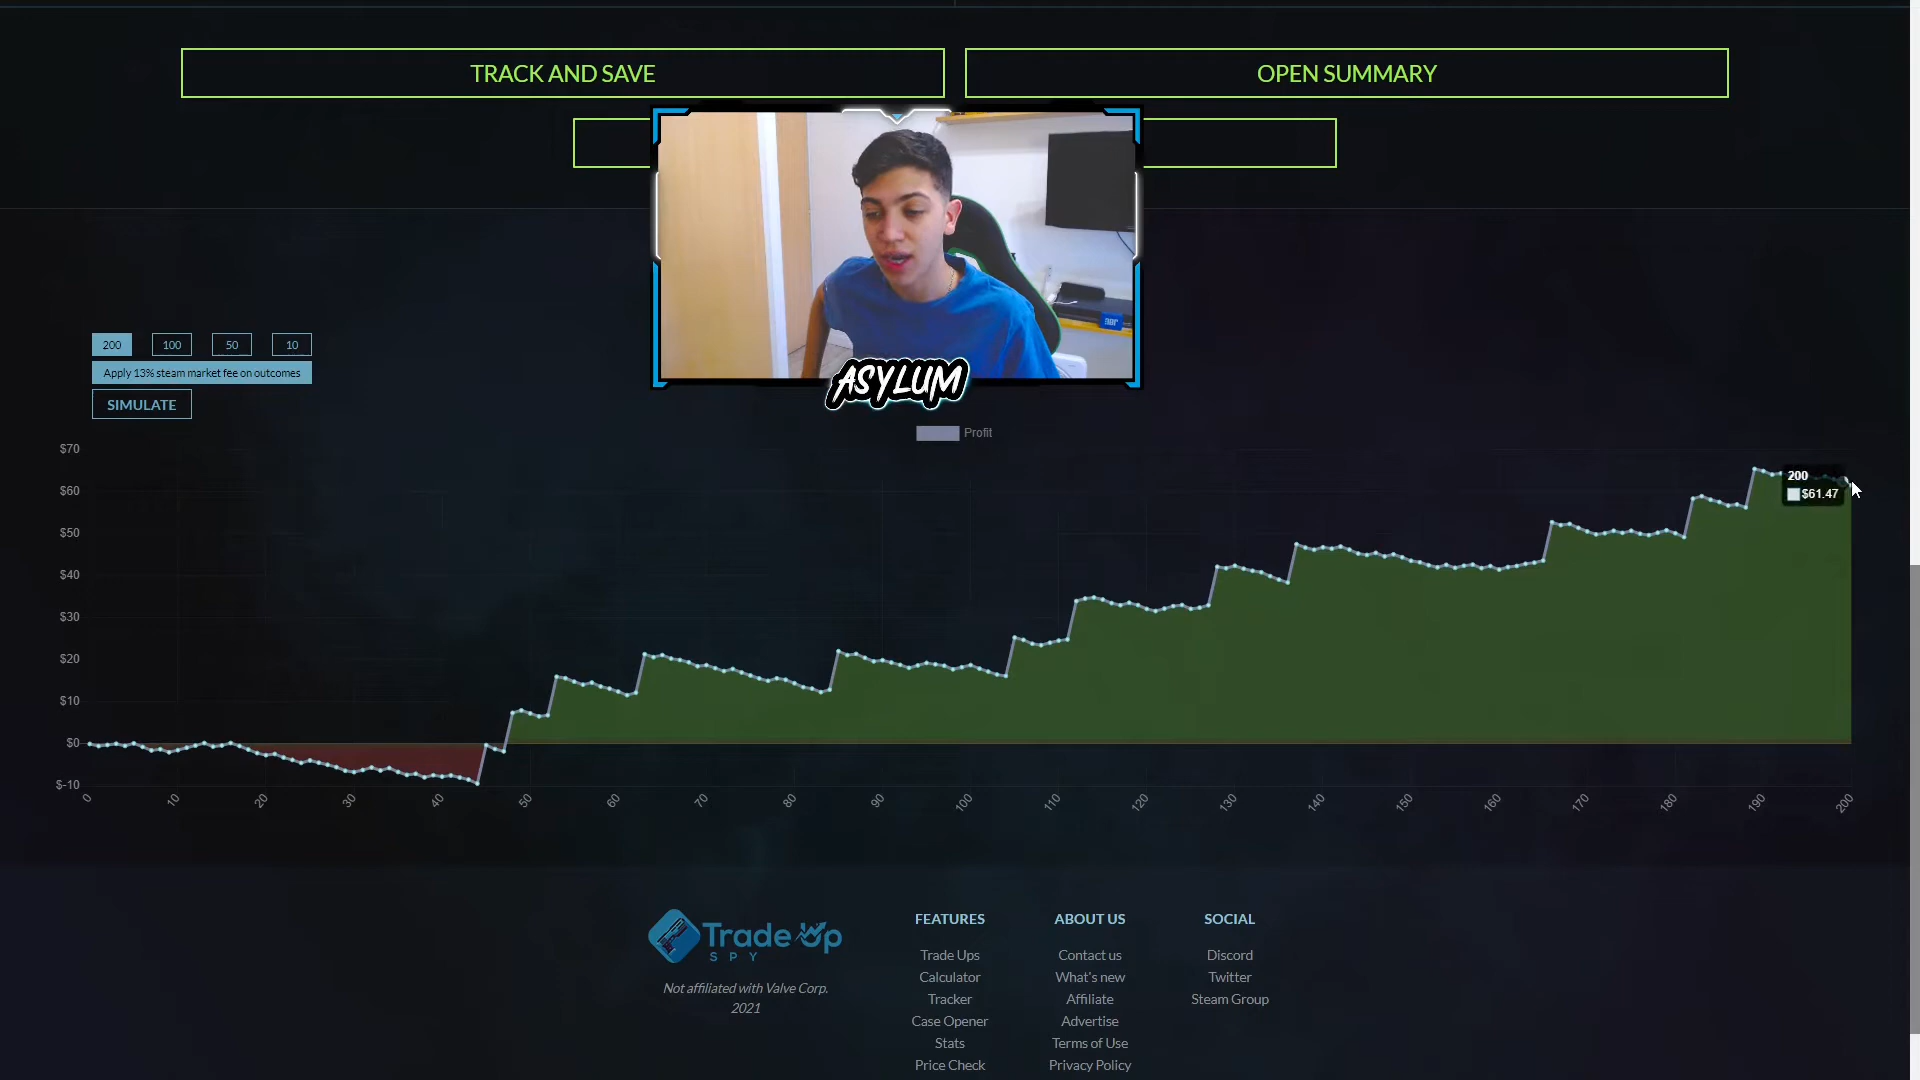 TRACK AND SAVE
OPEN SUMMARY
ASYLUM
200
100
50
10
Apply 13% steam market fee on outcomes
SIMULATE
Profit
$70
$60
$50
$40
$30
$20
$10
$0
$-10
200
$61.47
0
10
20
30
40
50
60
70
80
90
100
110
120
130
140
150
160
170
180
190
200
Trade Up
SPY
Not affiliated with Valve Corp.
2021
FEATURES
Trade Ups
Calculator
Tracker
Case Opener
Stats
Price Check
ABOUT US
Contact us
What's new
Affiliate
Advertise
Terms of Use
Privacy Policy
SOCIAL
Discord
Twitter
Steam Group
JBL